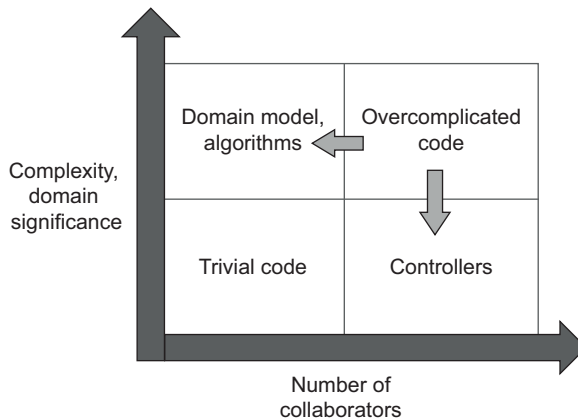 Domain model,
algorithms
Overcomplicated
code
Complexity,
domain
significance
Trivial code
Controllers
Number of
collaborators